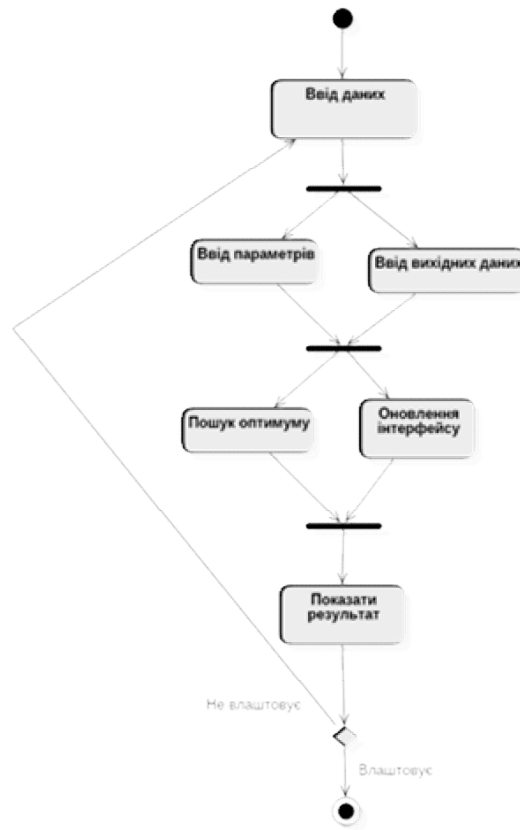 Ввід даних
Ввід параметрів
Ввід вихідних даних
Пошук оптимуму
Оновлення
інтерфейсу
Показати
результат
Не влаштовує
Влаштовує